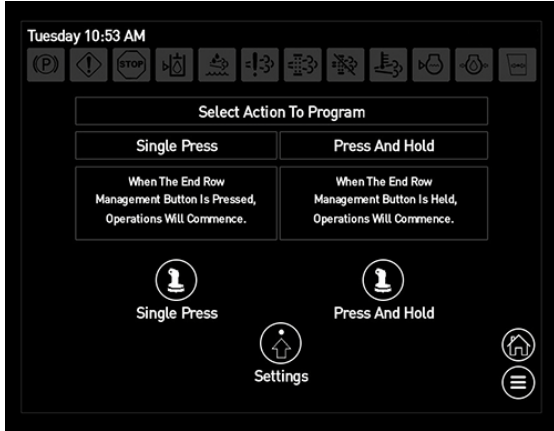 Tuesday 10:53 AM
(P)
STOP
Select Action To Program
Single Press
Press And Hold
When The End Row
Management Button Is Pressed,
Operations Will Commence.
When The End Row
Management Button Is Held,
Operations Will Commence.
Single Press
Press And Hold
Settings